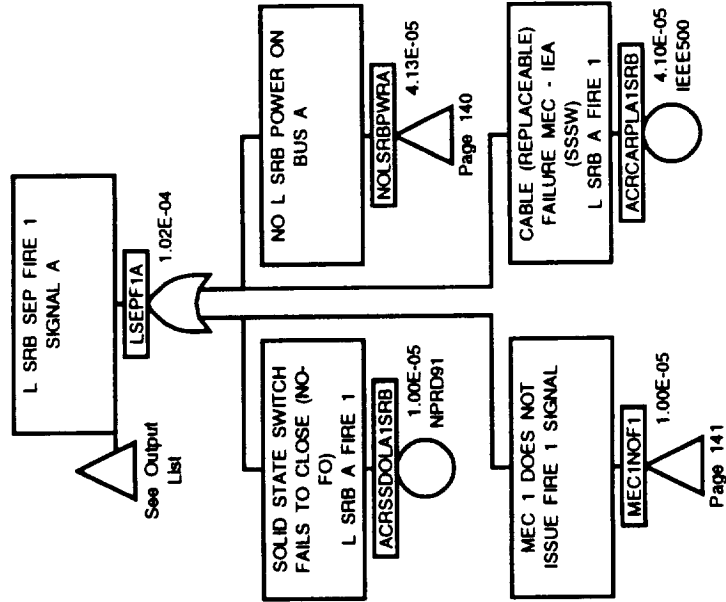 L SRB SEP FIRE 1
SIGNAL A
LSEPF1A
1.02E-04
See Output
List
SOLID STATE SWITCH
FAILS TO CLOSE (NO-
FO)
L SRB A FIRE 1
ACRSSDOLA1SRB
1.00E-05
NPRD91
NO L SRB POWER ON
BUS A
NOLSRBPWRA
4.13E-05
Page 140
MEC 1 DOES NOT
ISSUE FIRE 1 SIGNAL
MEC1NOF1
1.00E-05
Page 141
CABLE (REPLACEABLE)
FAILURE MEC - IEA
(SSSW)
L SRB A FIRE 1
ACRCARPLA1SRB
4.10E-05
IEEE500